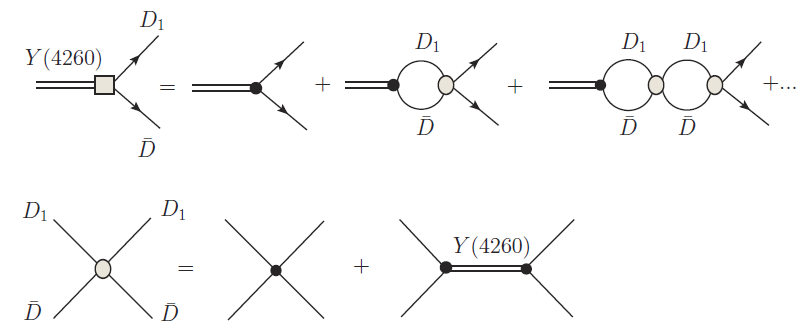 D₁
Y(4260)
= + + +...
D₁ D₁ D₁
D̄ D̄ D̄ D̄
D₁ D₁
Y(4260)
= +
D̄ D̄